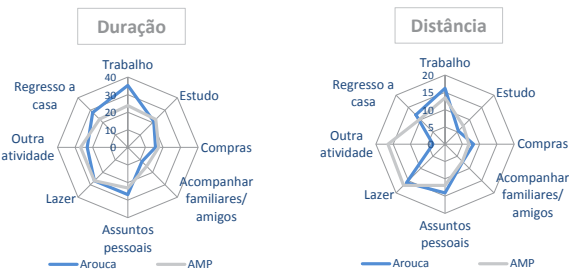 Duração
Trabalho
40
30
20
10
0
Estudo
Compras
Acompanhar
familiares/
amigos
Assuntos
pessoais
Lazer
Outra
atividade
Regresso a
casa
Arouca
AMP
Distância
Trabalho
20
15
10
5
0
Estudo
Compras
Acompanhar
familiares/
amigos
Assuntos
pessoais
Lazer
Outra
atividade
Regresso a
casa
Arouca
AMP